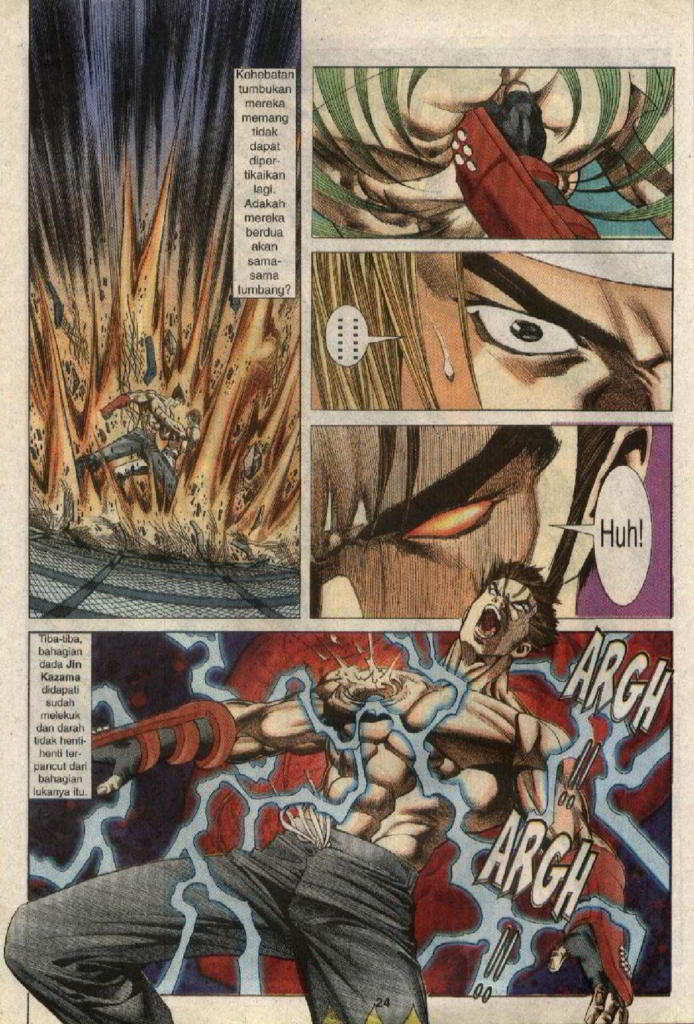 Kehebatan
tumbukan
mereka
memang
tidak
dapat
diper-
tikaikan
lagi.
Adakah
mereka
berdua
akan
sama-
sama
tumbang?
Huh!
Tiba-tiba,
bahagian
dada Jin
Kazama
didapati
sudah
melekuk
dan darah
tidak henti-
henti ter-
pancut dari
bahagian
lukanya itu.
ARGH
!!
ARGH
!!
24